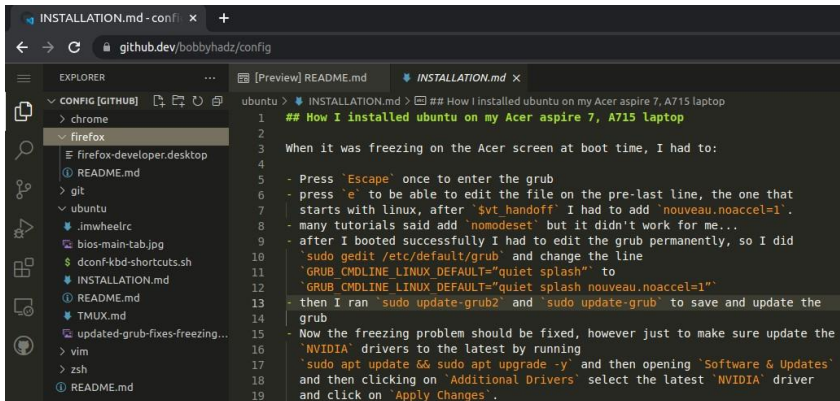 INSTALLATION.md - confi × +
github.dev/bobbyhadz/config
EXPLORER ...
CONFIG [GITHUB]
chrome
firefox
firefox-developer.desktop
README.md
git
ubuntu
.imwheelrc
bios-main-tab.jpg
$ dconf-kbd-shortcuts.sh
INSTALLATION.md
README.md
TMUX.md
updated-grub-fixes-freezing...
vim
zsh
README.md
[Preview] README.md INSTALLATION.md ×
ubuntu > INSTALLATION.md > ## How I installed ubuntu on my Acer aspire 7, A715 laptop
1 ## How I installed ubuntu on my Acer aspire 7, A715 laptop
2
3 When it was freezing on the Acer screen at boot time, I had to:
4
5 - Press `Escape` once to enter the grub
6 - press `e` to be able to edit the file on the pre-last line, the one that
7 starts with linux, after `$vt_handoff` I had to add `nouveau.noaccel=1`.
8 - many tutorials said add `nomodeset` but it didn't work for me...
9 - after I booted successfully I had to edit the grub permanently, so I did
10 `sudo gedit /etc/default/grub` and change the line
11 `GRUB_CMDLINE_LINUX_DEFAULT=”quiet splash”` to
12 `GRUB_CMDLINE_LINUX_DEFAULT=”quiet splash nouveau.noaccel=1”`
13 - then I ran `sudo update-grub2` and `sudo update-grub` to save and update the
14 grub
15 - Now the freezing problem should be fixed, however just to make sure update the
16 `NVIDIA` drivers to the latest by running
17 `sudo apt update && sudo apt upgrade -y` and then opening `Software & Updates`
18 and then clicking on `Additional Drivers` select the latest `NVIDIA` driver
19 and click on `Apply Changes`.